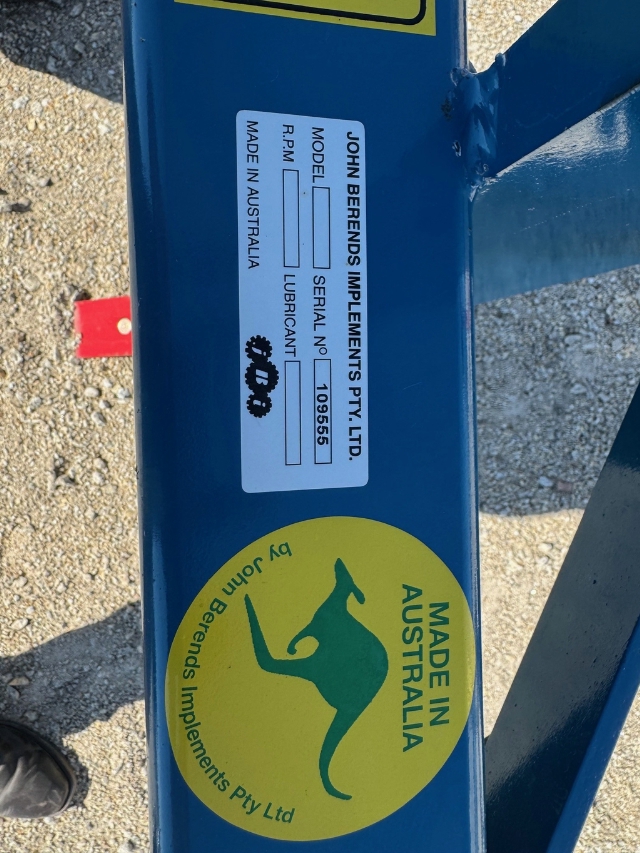 JOHN BERENDS IMPLEMENTS PTY. LTD.
MODEL SERIAL Nº 109555
R.P.M LUBRICANT
MADE IN AUSTRALIA
jBi
MADE IN
AUSTRALIA
by John Berends Implements Pty Ltd